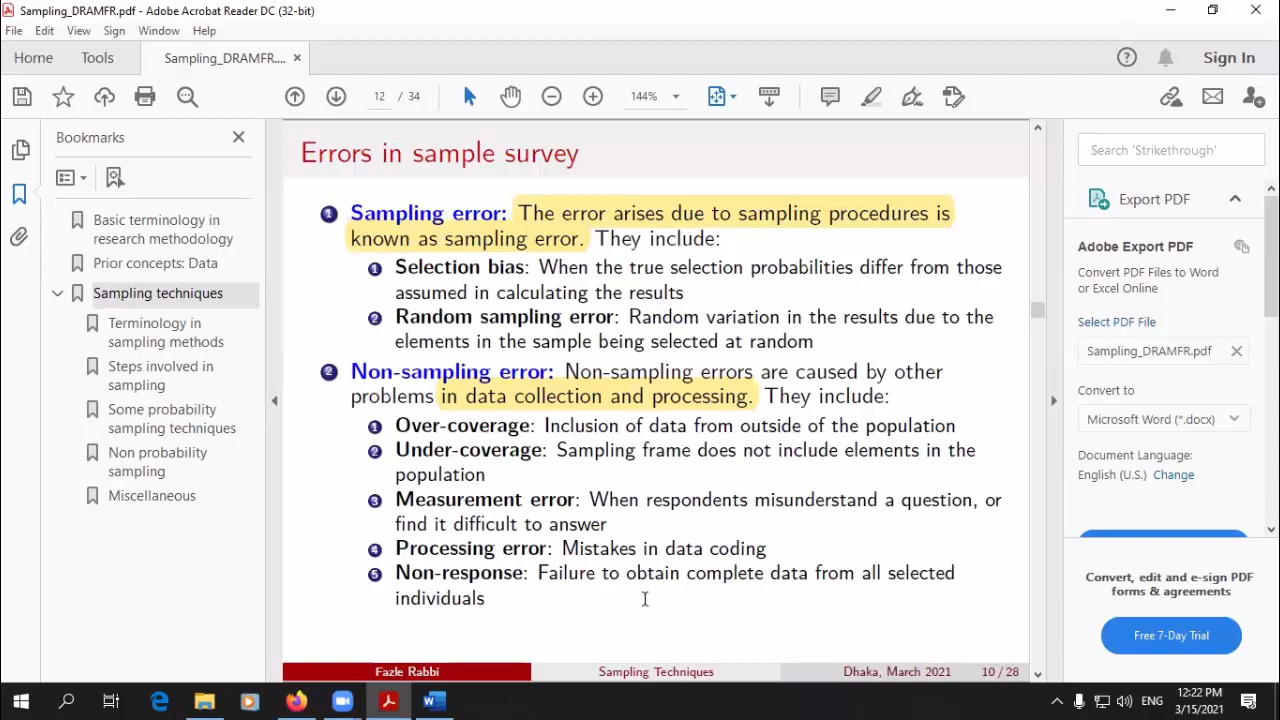 Sampling_DRAMFR.pdf - Adobe Acrobat Reader DC (32-bit)
File Edit View Sign Window Help
Home Tools Sampling_DRAMFR.... ×
Sign In
12 / 34
144%
Bookmarks
Basic terminology in
research methodology
Prior concepts: Data
Sampling techniques
Terminology in
sampling methods
Steps involved in
sampling
Some probability
sampling techniques
Non probability
sampling
Miscellaneous
Errors in sample survey
1 Sampling error: The error arises due to sampling procedures is
known as sampling error. They include:
1 Selection bias: When the true selection probabilities differ from those
assumed in calculating the results
2 Random sampling error: Random variation in the results due to the
elements in the sample being selected at random
2 Non-sampling error: Non-sampling errors are caused by other
problems in data collection and processing. They include:
1 Over-coverage: Inclusion of data from outside of the population
2 Under-coverage: Sampling frame does not include elements in the
population
3 Measurement error: When respondents misunderstand a question, or
find it difficult to answer
4 Processing error: Mistakes in data coding
5 Non-response: Failure to obtain complete data from all selected
individuals
Fazle Rabbi Sampling Techniques Dhaka, March 2021 10 / 28
Search 'Strikethrough'
Export PDF
Adobe Export PDF
Convert PDF Files to Word
or Excel Online
Select PDF File
Sampling_DRAMFR.pdf
Convert to
Microsoft Word (*.docx)
Document Language:
English (U.S.) Change
Convert, edit and e-sign PDF
forms & agreements
Free 7-Day Trial
ENG
12:22 PM
3/15/2021